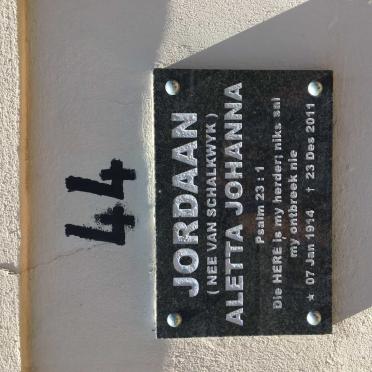 44
JORDAAN
( NEE VAN SCHALKWYK )
ALETTA JOHANNA
Psalm 23 : 1
Die HERE is my herder; niks sal
my ontbreek nie
★ 07 Jan 1914 † 23 Des 2011